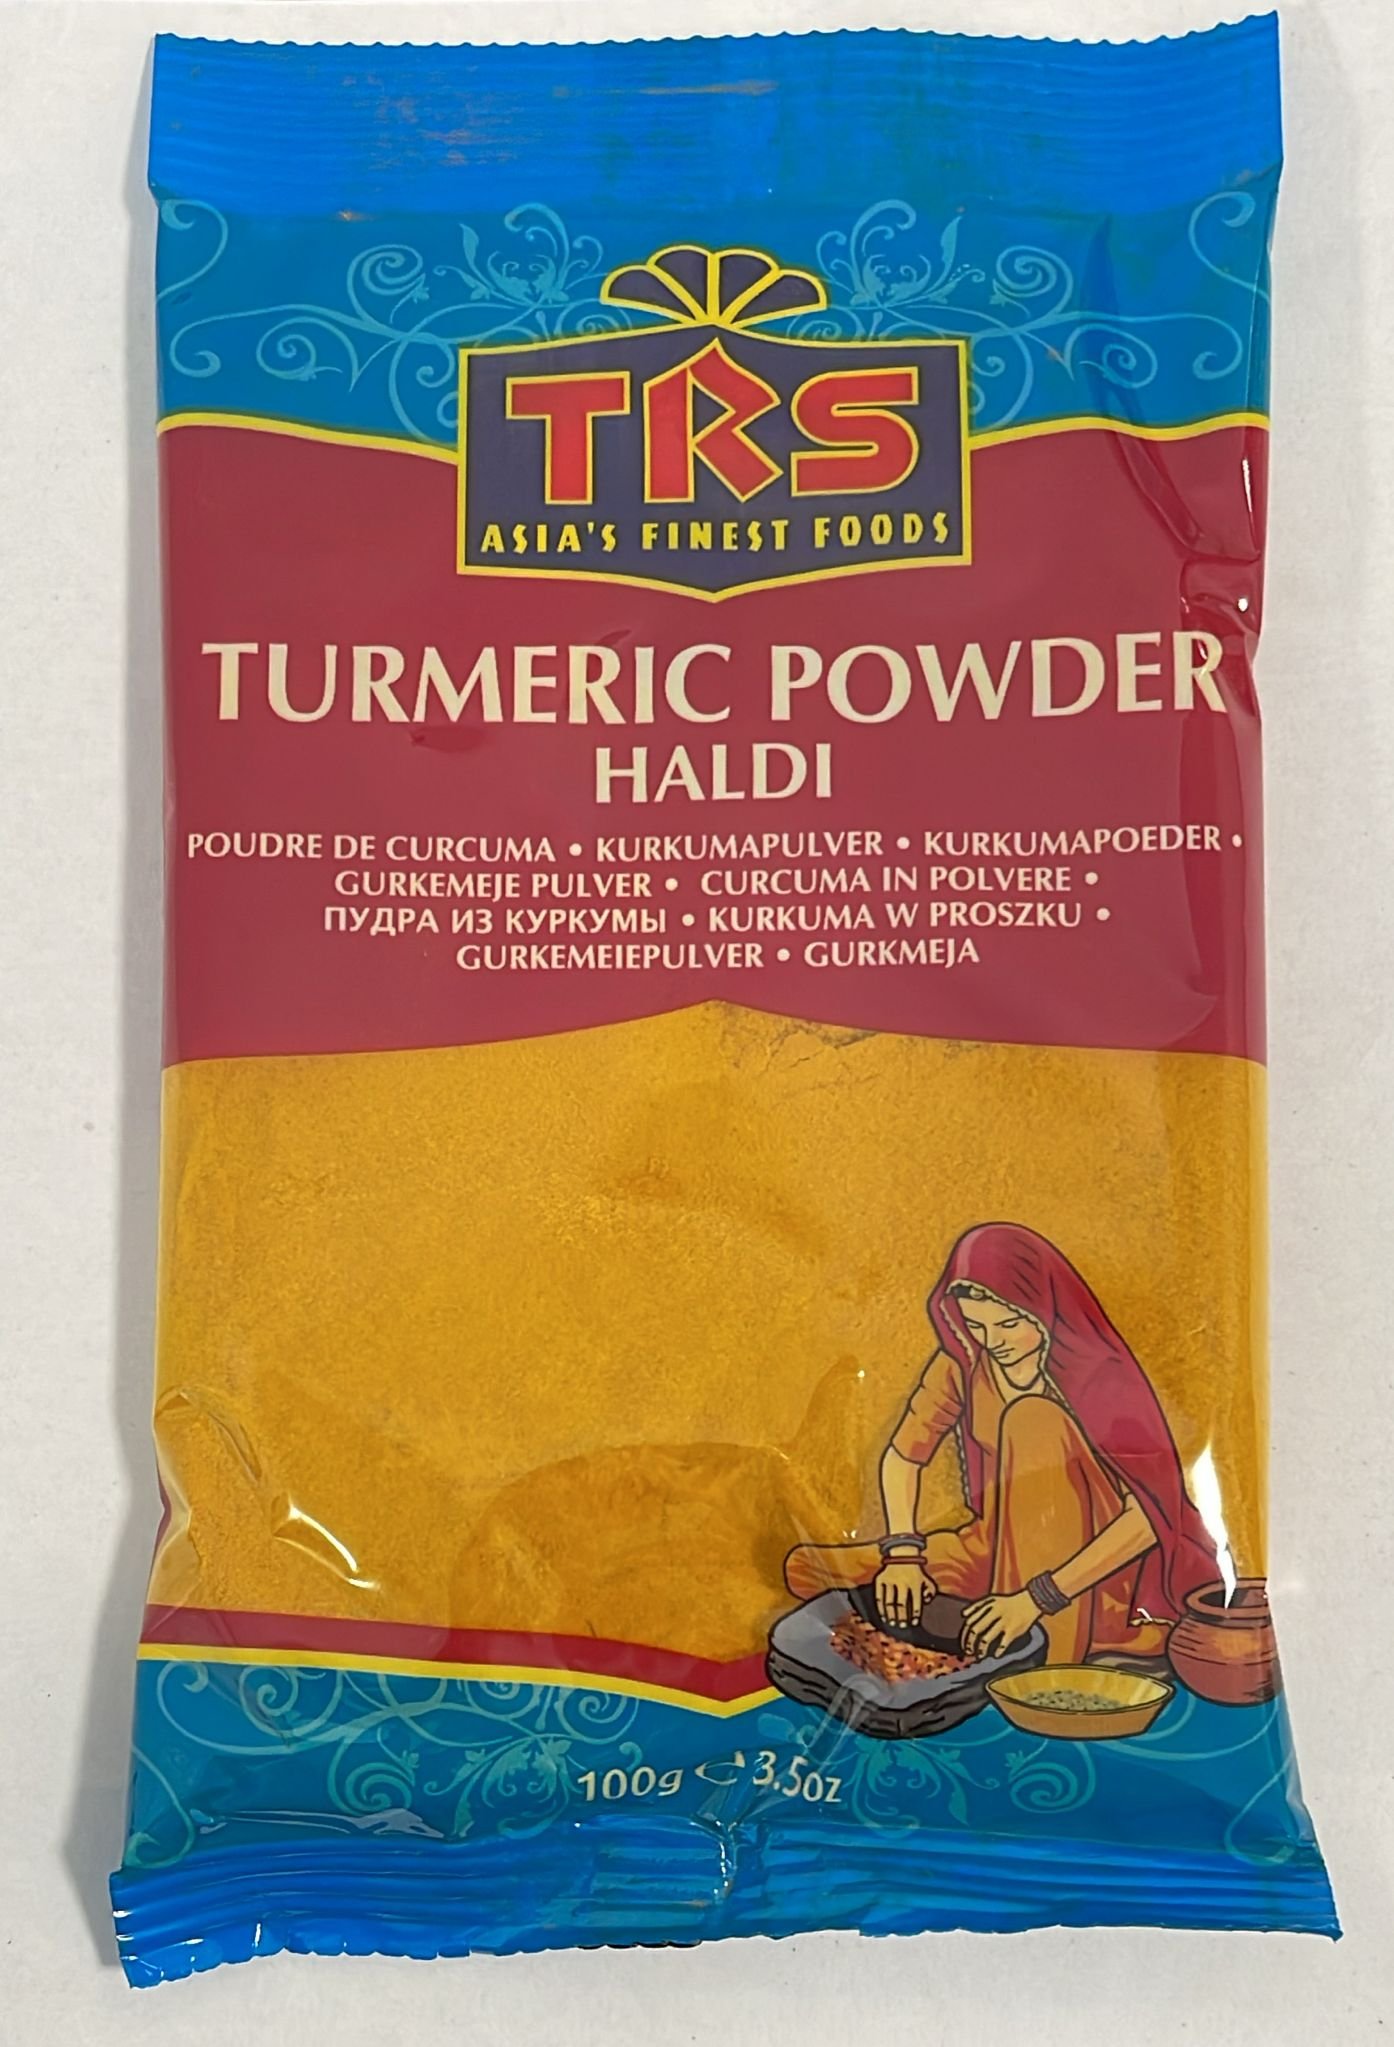 TRS
ASIA'S FINEST FOODS
TURMERIC POWDER
HALDI
POUDRE DE CURCUMA • KURKUMAPULVER • KURKUMAPOEDER •
GURKEMEJE PULVER • CURCUMA IN POLVERE •
ПУДРА ИЗ КУРКУМЫ • KURKUMA W PROSZKU •
GURKEMEIEPULVER • GURKMEJA
100g ℮ 3.5oz